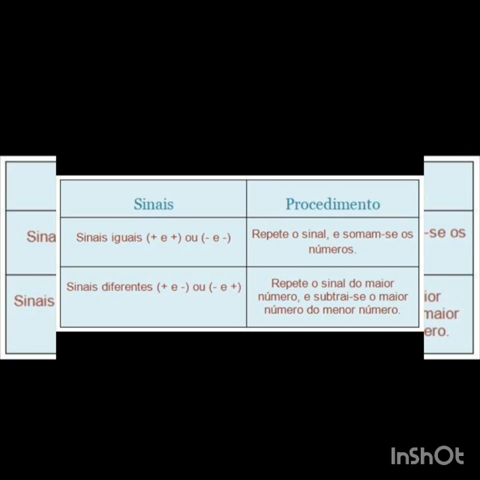 Sinais
Procedimento
Sinais iguais (+ e +) ou (- e -)
Repete o sinal, e somam-se os
números.
Sinais diferentes (+ e -) ou (- e +)
Repete o sinal do maior
número, e subtrai-se o maior
número do menor número.
Sina
-se os
Sinais
ior
maior
ero.
InShOt